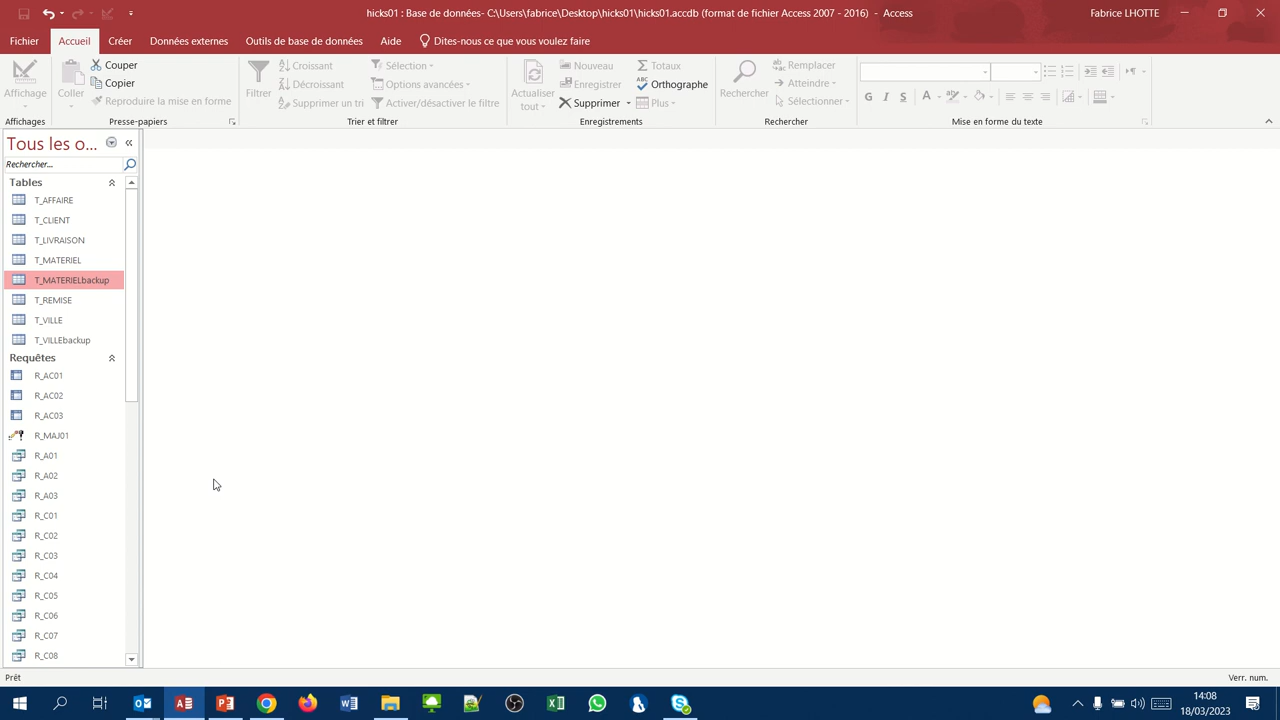 hicks01 : Base de données- C:\Users\fabrice\Desktop\hicks01\hicks01.accdb (format de fichier Access 2007 - 2016) - Access
Fabrice LHOTTE
Fichier
Accueil
Créer
Données externes
Outils de base de données
Aide
Dites-nous ce que vous voulez faire
Affichage
Affichages
Coller
Couper
Copier
Reproduire la mise en forme
Presse-papiers
Filtrer
Croissant
Décroissant
Supprimer un tri
Sélection
Options avancées
Activer/désactiver le filtre
Trier et filtrer
Actualiser
tout
Nouveau
Enregistrer
Supprimer
Totaux
Orthographe
Plus
Enregistrements
Rechercher
Remplacer
Atteindre
Sélectionner
Rechercher
G I S A
Mise en forme du texte
Tous les o...
Rechercher...
Tables
T_AFFAIRE
T_CLIENT
T_LIVRAISON
T_MATERIEL
T_MATERIELbackup
T_REMISE
T_VILLE
T_VILLEbackup
Requêtes
R_AC01
R_AC02
R_AC03
R_MAJ01
R_A01
R_A02
R_A03
R_C01
R_C02
R_C03
R_C04
R_C05
R_C06
R_C07
R_C08
Prêt
Verr. num.
14:08
18/03/2023